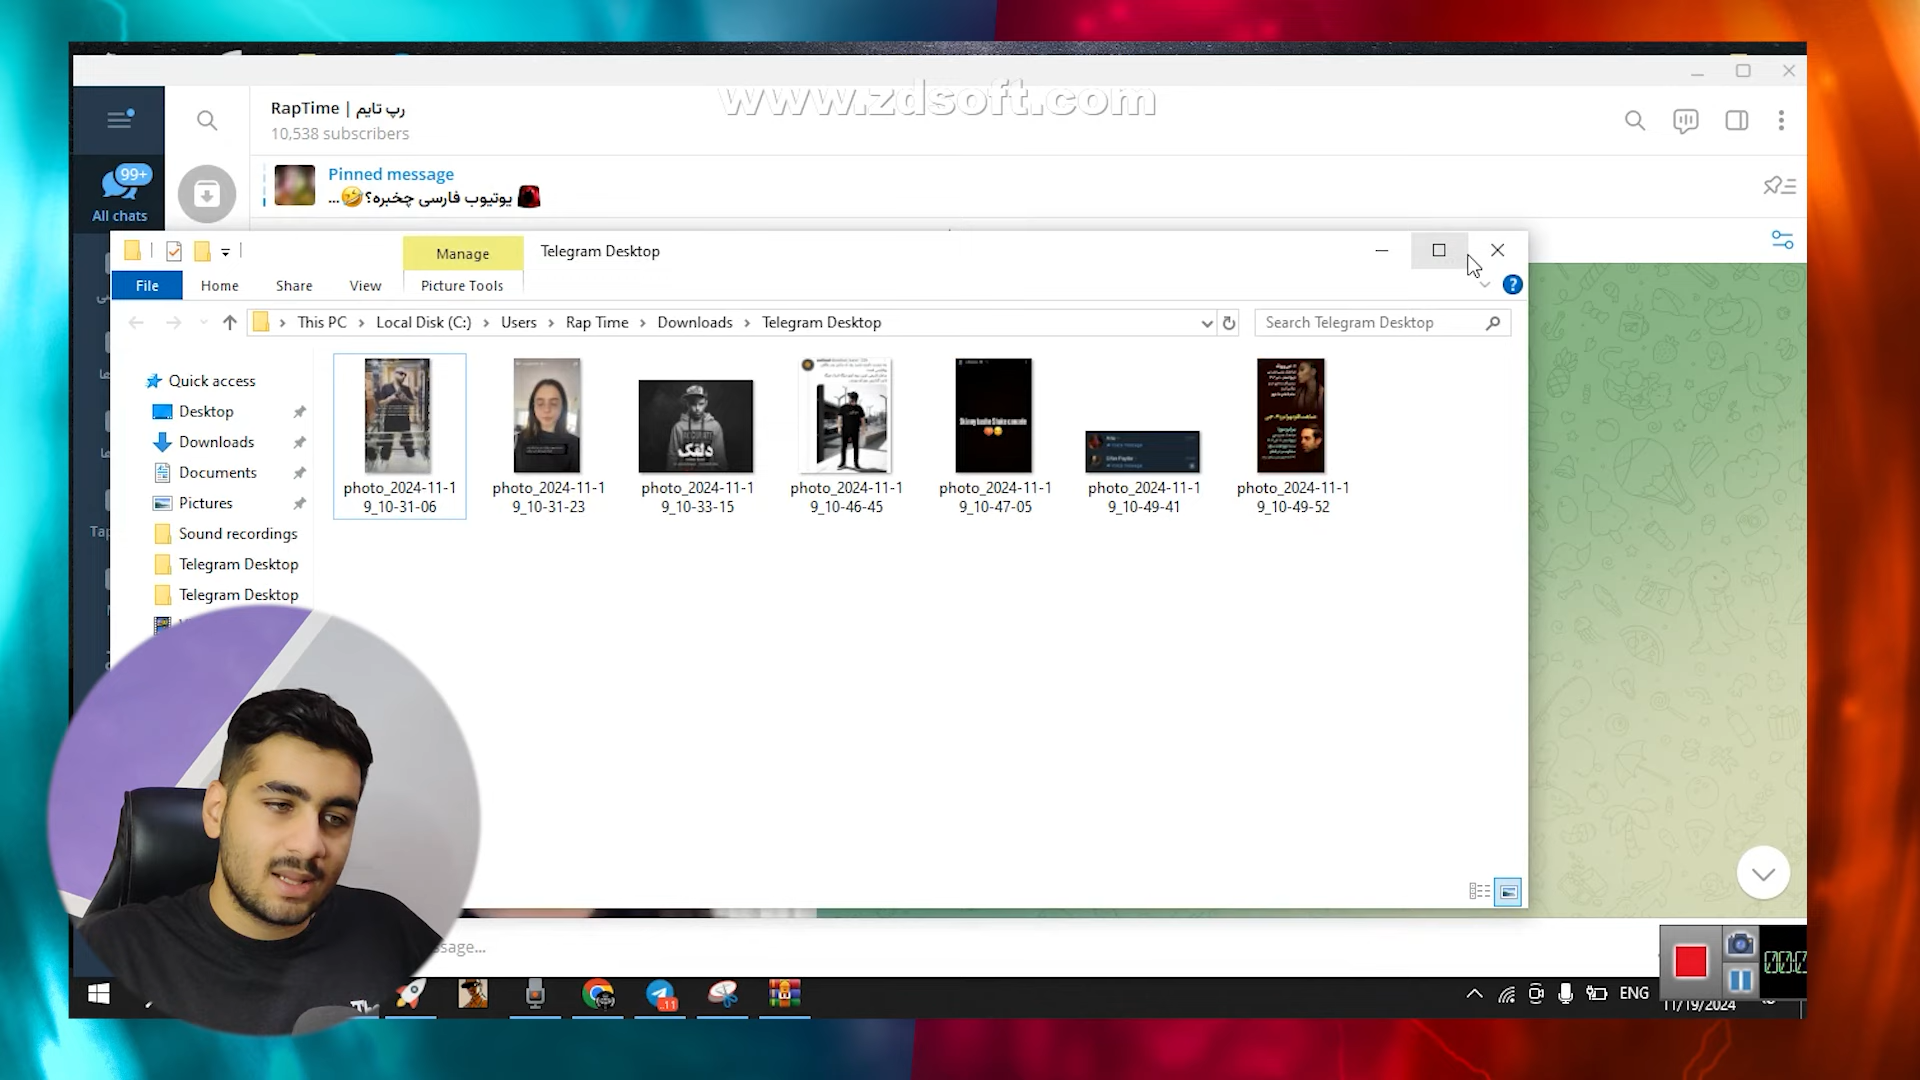 www.zdsoft.com
RapTime | رپ تایم
10,538 subscribers
99+
All chats
Pinned message
یوتیوب فارسی چخبره؟🤣...
Manage
Telegram Desktop
File
Home
Share
View
Picture Tools
This PC
Local Disk (C:)
Users
Rap Time
Downloads
Telegram Desktop
Search Telegram Desktop
Quick access
Desktop
Downloads
Documents
Pictures
Sound recordings
Telegram Desktop
Telegram Desktop
دلقک
photo_2024-11-1
9_10-31-06
photo_2024-11-1
9_10-31-23
photo_2024-11-1
9_10-33-15
photo_2024-11-1
9_10-46-45
photo_2024-11-1
9_10-47-05
photo_2024-11-1
9_10-49-41
photo_2024-11-1
9_10-49-52
ENG
11/19/2024